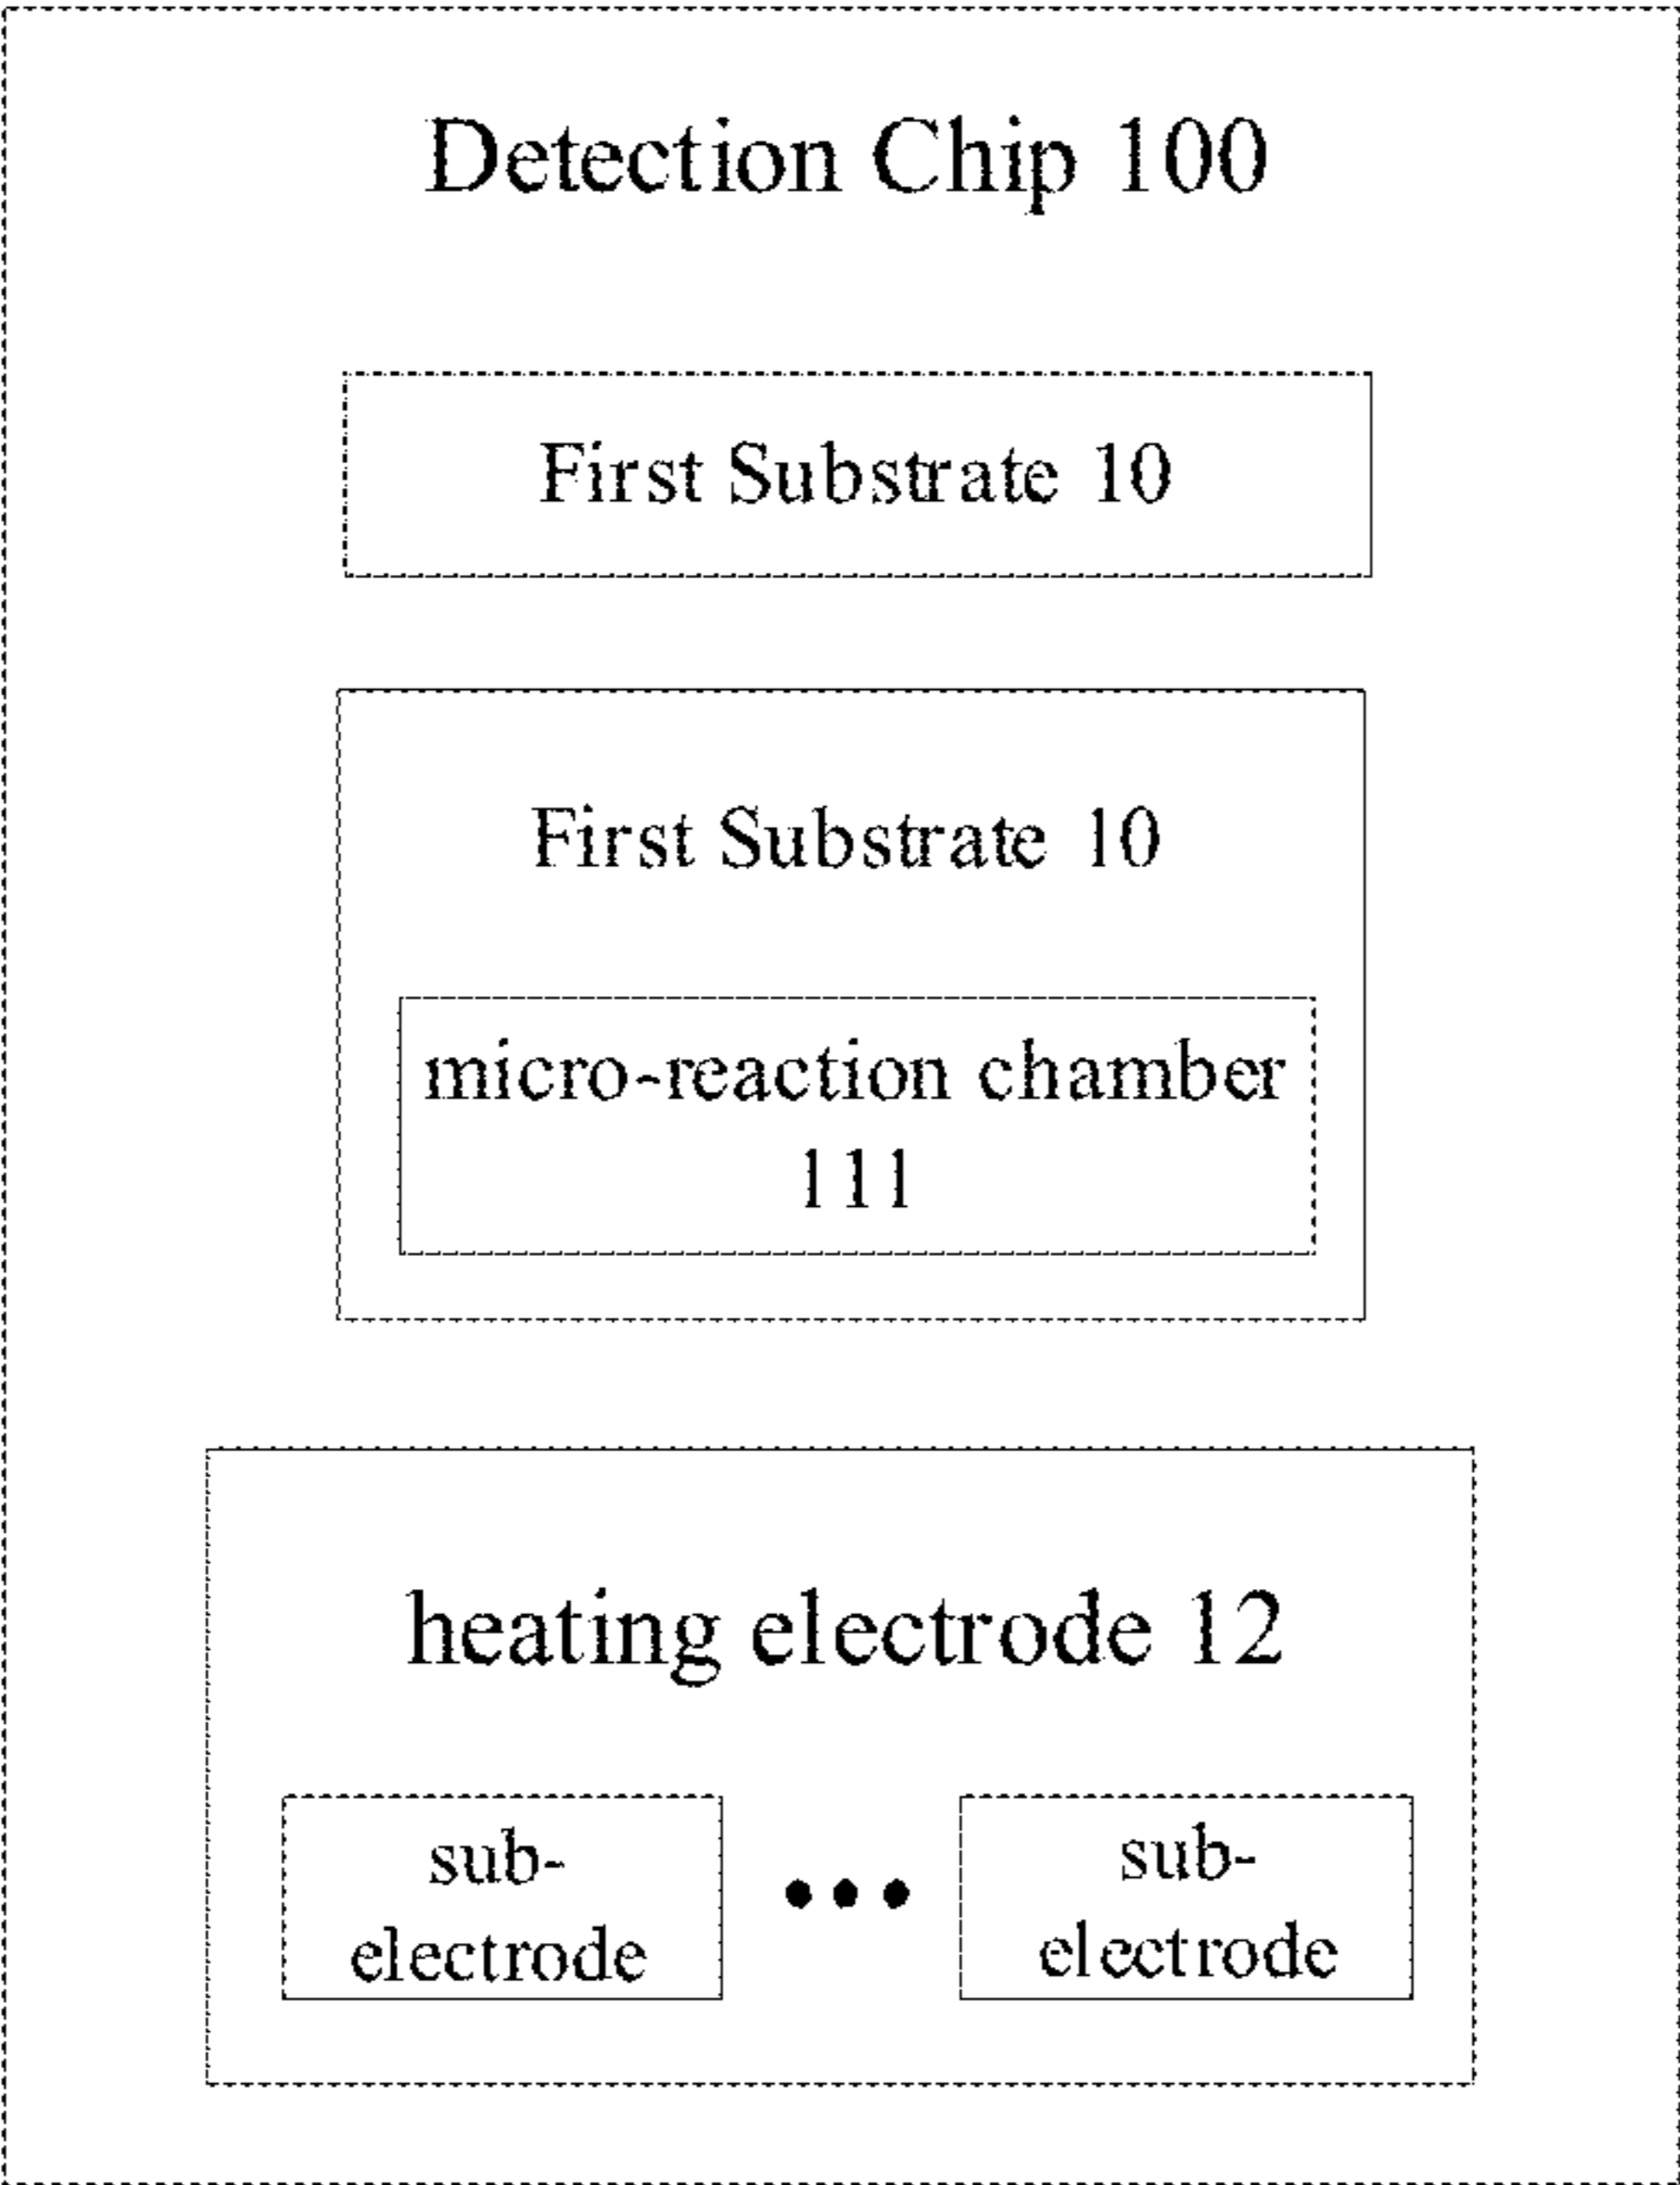 Detection Chip 100
First Substrate 10
First Substrate 10
micro-reaction chamber
111
heating electrode 12
sub-
electrode
•••
sub-
electrode